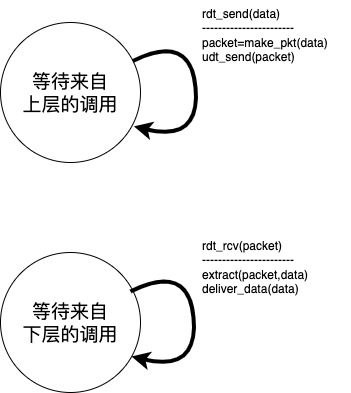 rdt_send(data)
-----------------------
packet=make_pkt(data)
udt_send(packet)
等待来自
上层的调用
rdt_rcv(packet)
-----------------------
extract(packet,data)
deliver_data(data)
等待来自
下层的调用